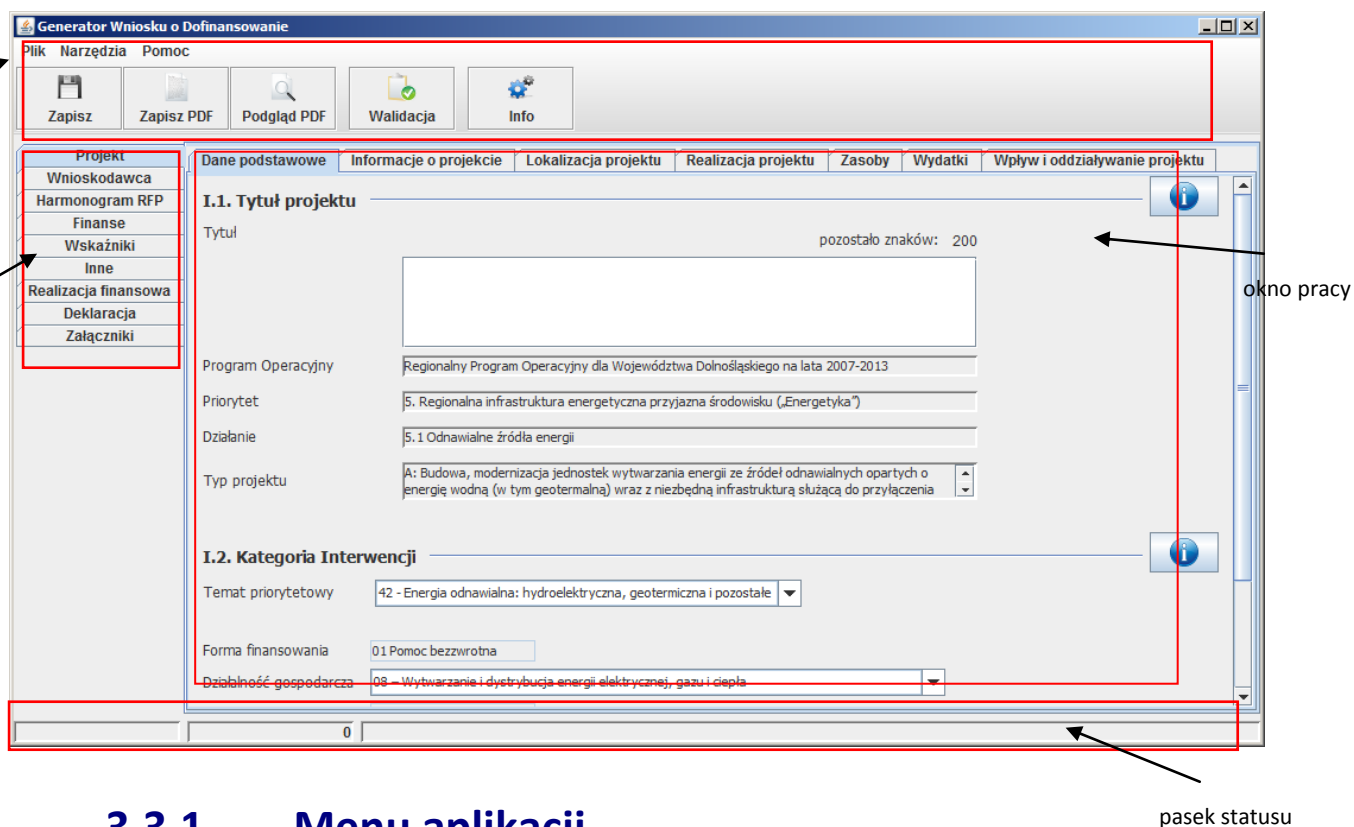 Generator Wniosku o Dofinansowanie
Plik Narzędzia Pomoc
Zapisz Zapisz PDF Podgląd PDF Walidacja Info
Projekt
Wnioskodawca
Harmonogram RFP
Finanse
Wskaźniki
Inne
Realizacja finansowa
Deklaracja
Załączniki
Dane podstawowe Informacje o projekcie Lokalizacja projektu Realizacja projektu Zasoby Wydatki Wpływ i oddziaływanie projektu
I.1. Tytuł projektu
Tytuł
pozostało znaków: 200
okno pracy
Program Operacyjny Regionalny Program Operacyjny dla Województwa Dolnośląskiego na lata 2007-2013
Priorytet 5. Regionalna infrastruktura energetyczna przyjazna środowisku („Energetyka”)
Działanie 5.1 Odnawialne źródła energii
Typ projektu A: Budowa, modernizacja jednostek wytwarzania energii ze źródeł odnawialnych opartych o
energię wodną (w tym geotermalną) wraz z niezbędną infrastrukturą służącą do przyłączenia
I.2. Kategoria Interwencji
Temat priorytetowy 42 - Energia odnawialna: hydroelektryczna, geotermiczna i pozostałe
Forma finansowania 01 Pomoc bezzwrotna
Działalność gospodarcza 08 – Wytwarzanie i dystrybucja energii elektrycznej, gazu i ciepła
0
pasek statusu
3.3.1 Menu aplikacji